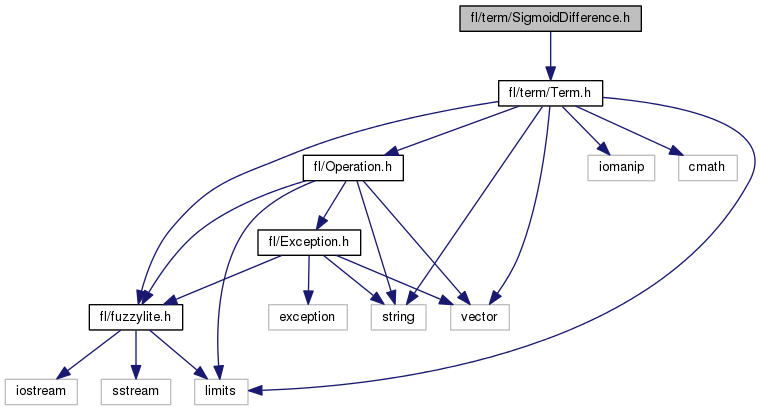 fl/term/SigmoidDifference.h
fl/term/Term.h
fl/Operation.h
iomanip
cmath
fl/Exception.h
fl/fuzzylite.h
exception
string
vector
iostream
sstream
limits